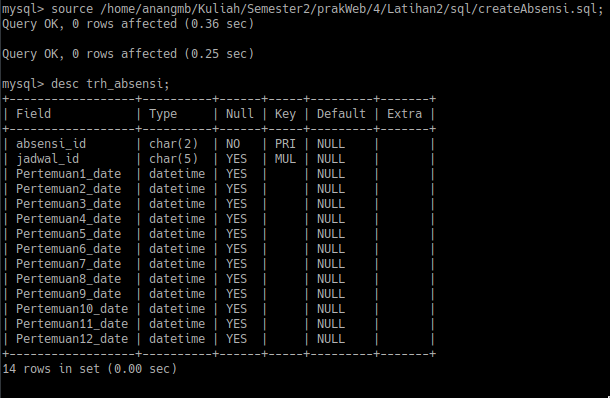 mysql> source /home/anangmb/Kuliah/Semester2/prakWeb/4/Latihan2/sql/createAbsensi.sql;
Query OK, 0 rows affected (0.36 sec)

Query OK, 0 rows affected (0.25 sec)

mysql> desc trh_absensi;
+------------------+----------+------+-----+---------+-------+
| Field            | Type     | Null | Key | Default | Extra |
+------------------+----------+------+-----+---------+-------+
| absensi_id       | char(2)  | NO   | PRI | NULL    |       |
| jadwal_id        | char(5)  | YES  | MUL | NULL    |       |
| Pertemuan1_date  | datetime | YES  |     | NULL    |       |
| Pertemuan2_date  | datetime | YES  |     | NULL    |       |
| Pertemuan3_date  | datetime | YES  |     | NULL    |       |
| Pertemuan4_date  | datetime | YES  |     | NULL    |       |
| Pertemuan5_date  | datetime | YES  |     | NULL    |       |
| Pertemuan6_date  | datetime | YES  |     | NULL    |       |
| Pertemuan7_date  | datetime | YES  |     | NULL    |       |
| Pertemuan8_date  | datetime | YES  |     | NULL    |       |
| Pertemuan9_date  | datetime | YES  |     | NULL    |       |
| Pertemuan10_date | datetime | YES  |     | NULL    |       |
| Pertemuan11_date | datetime | YES  |     | NULL    |       |
| Pertemuan12_date | datetime | YES  |     | NULL    |       |
+------------------+----------+------+-----+---------+-------+
14 rows in set (0.00 sec)